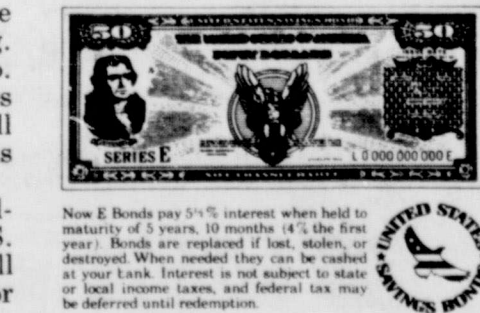 50 UNITED STATES SAVINGS BOND 50
THE UNITED STATES OF AMERICA
FIFTY DOLLARS
SERIES E
L 0 000 000 000 E
NOT TRANSFERABLE
Now E Bonds pay 5½% interest when held to
maturity of 5 years, 10 months (4% the first
year). Bonds are replaced if lost, stolen, or
destroyed. When needed they can be cashed
at your bank. Interest is not subject to state
or local income taxes, and federal tax may
be deferred until redemption.
UNITED STATES
SAVINGS BONDS